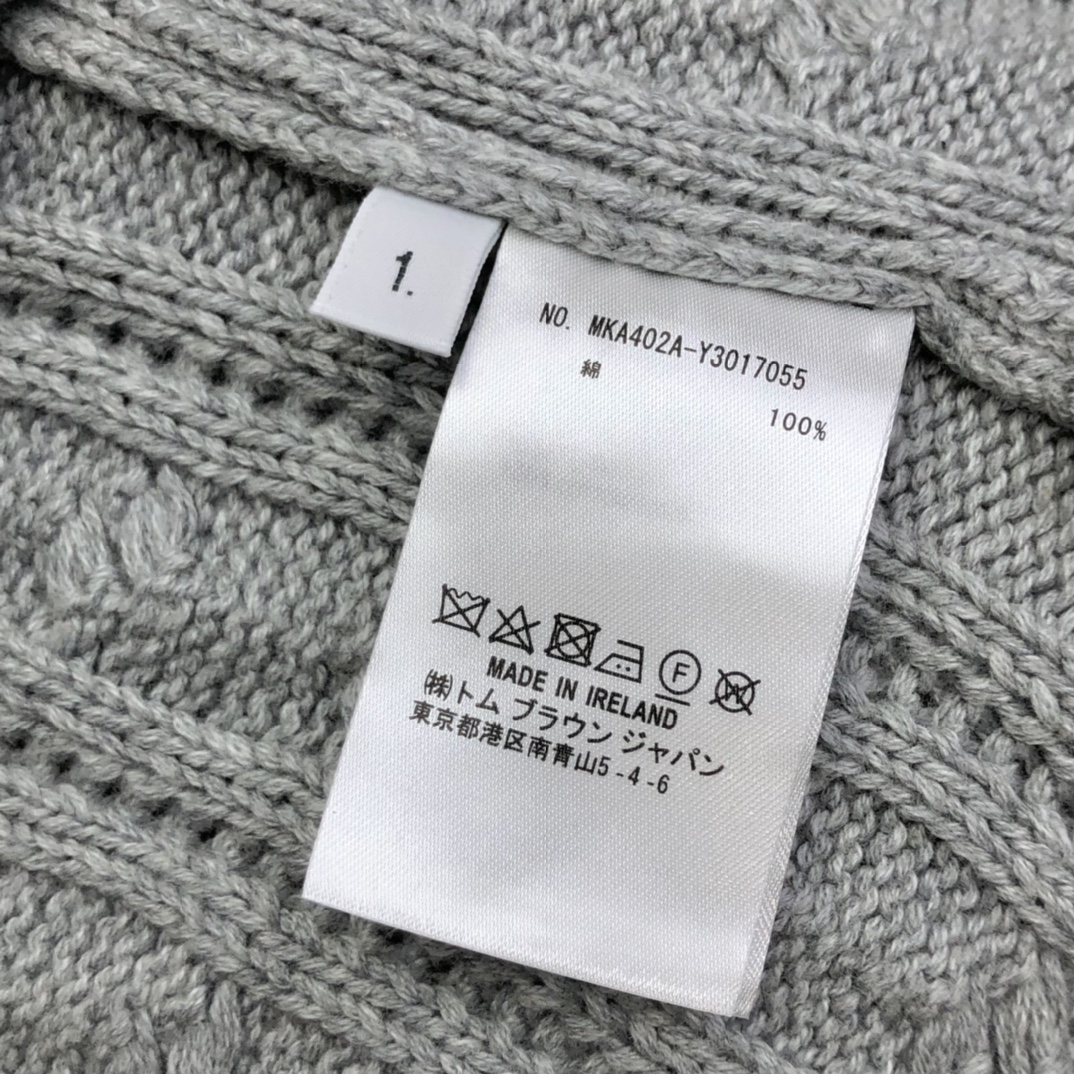 1.
NO. MKA402A-Y3017055
綿
100%
F
W
MADE IN IRELAND
㈱トム ブラウン ジャパン
東京都港区南青山5-4-6